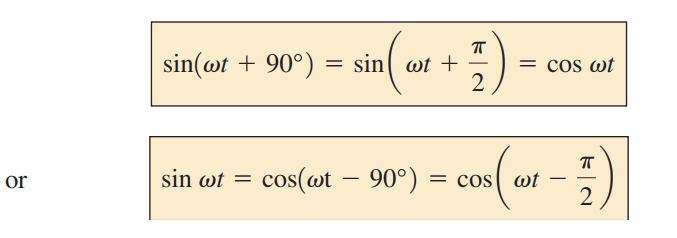 sin(ωt + 90°) = sin(ωt + π/2) = cos ωt
or sin ωt = cos(ωt − 90°) = cos(ωt − π/2)